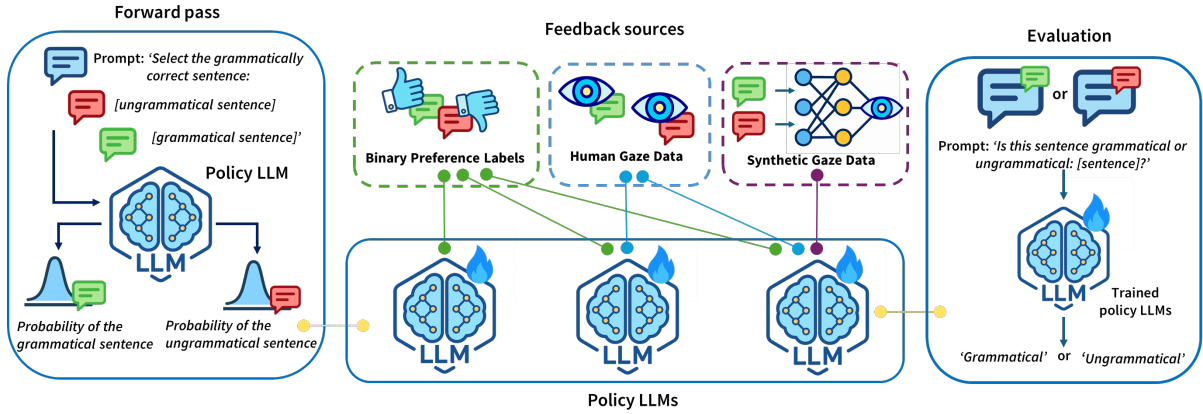 Forward pass
Prompt: ‘Select the grammatically
correct sentence:
[ungrammatical sentence]
[grammatical sentence]’
Policy LLM
LLM
Probability of the
grammatical sentence
Probability of the
ungrammatical sentence
Feedback sources
Binary Preference Labels
Human Gaze Data
Synthetic Gaze Data
LLM
LLM
LLM
Policy LLMs
Evaluation
or
Prompt: ‘Is this sentence grammatical or
ungrammatical: [sentence]?’
LLM
Trained
policy LLMs
‘Grammatical’ or ‘Ungrammatical’